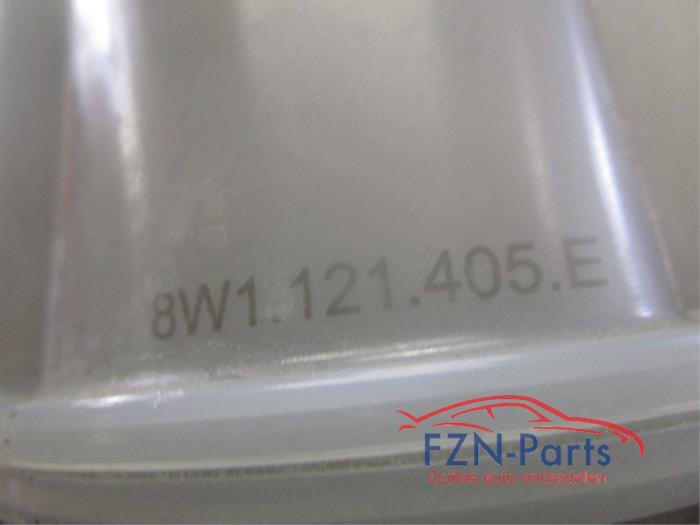 8W1.121.405.E
FZN-Parts
Duitse auto onderdelen